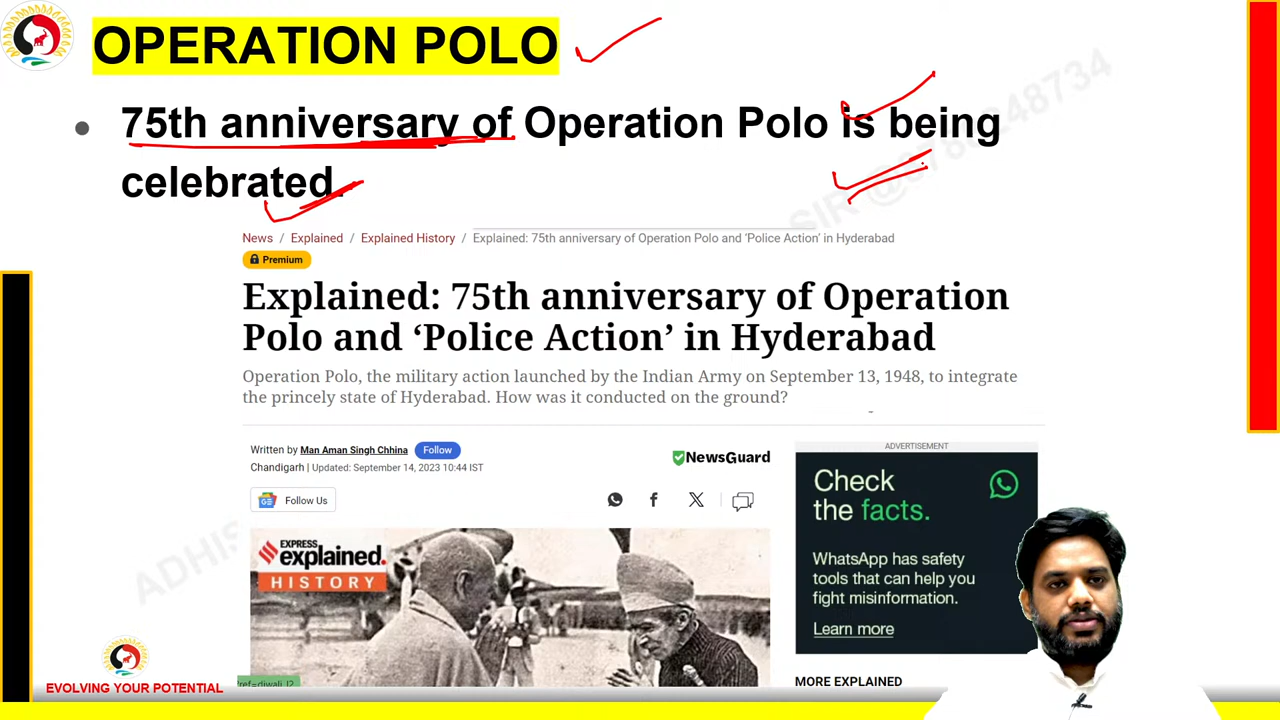 OPERATION POLO
● 75th anniversary of Operation Polo is being
celebrated.
News / Explained / Explained History / Explained: 75th anniversary of Operation Polo and ‘Police Action’ in Hyderabad
Premium
Explained: 75th anniversary of Operation
Polo and ‘Police Action’ in Hyderabad
Operation Polo, the military action launched by the Indian Army on September 13, 1948, to integrate
the princely state of Hyderabad. How was it conducted on the ground?
Written by Man Aman Singh Chhina Follow
Chandigarh | Updated: September 14, 2023 10:44 IST
NewsGuard
Follow Us
EXPRESS
explained.
HISTORY
ADVERTISEMENT
Check
the facts.
WhatsApp has safety
tools that can help you
fight misinformation.
Learn more
MORE EXPLAINED
EVOLVING YOUR POTENTIAL